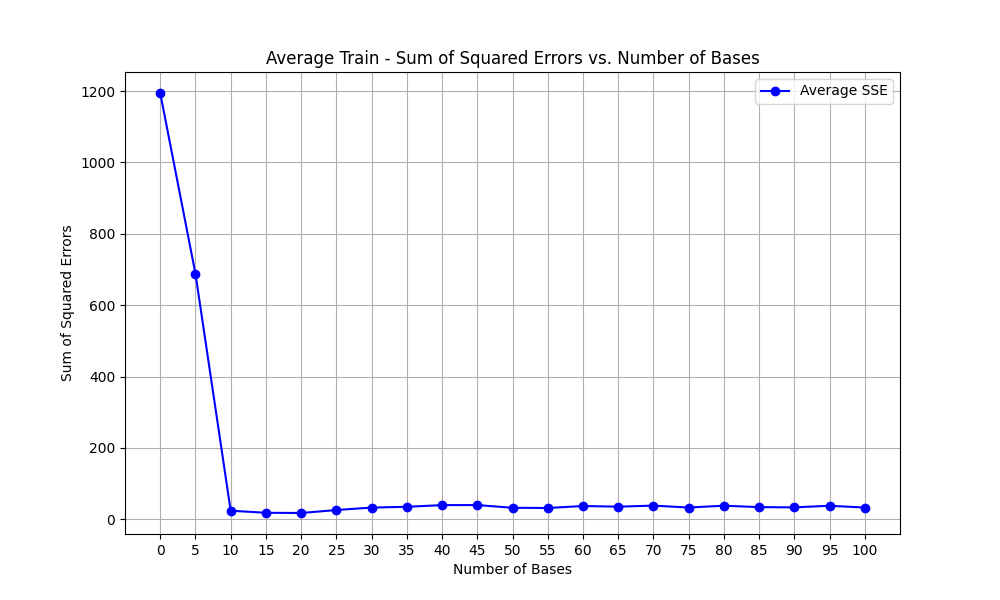 Average Train - Sum of Squared Errors vs. Number of Bases
Average SSE
Sum of Squared Errors
1200
1000
800
600
400
200
0
0 5 10 15 20 25 30 35 40 45 50 55 60 65 70 75 80 85 90 95 100
Number of Bases